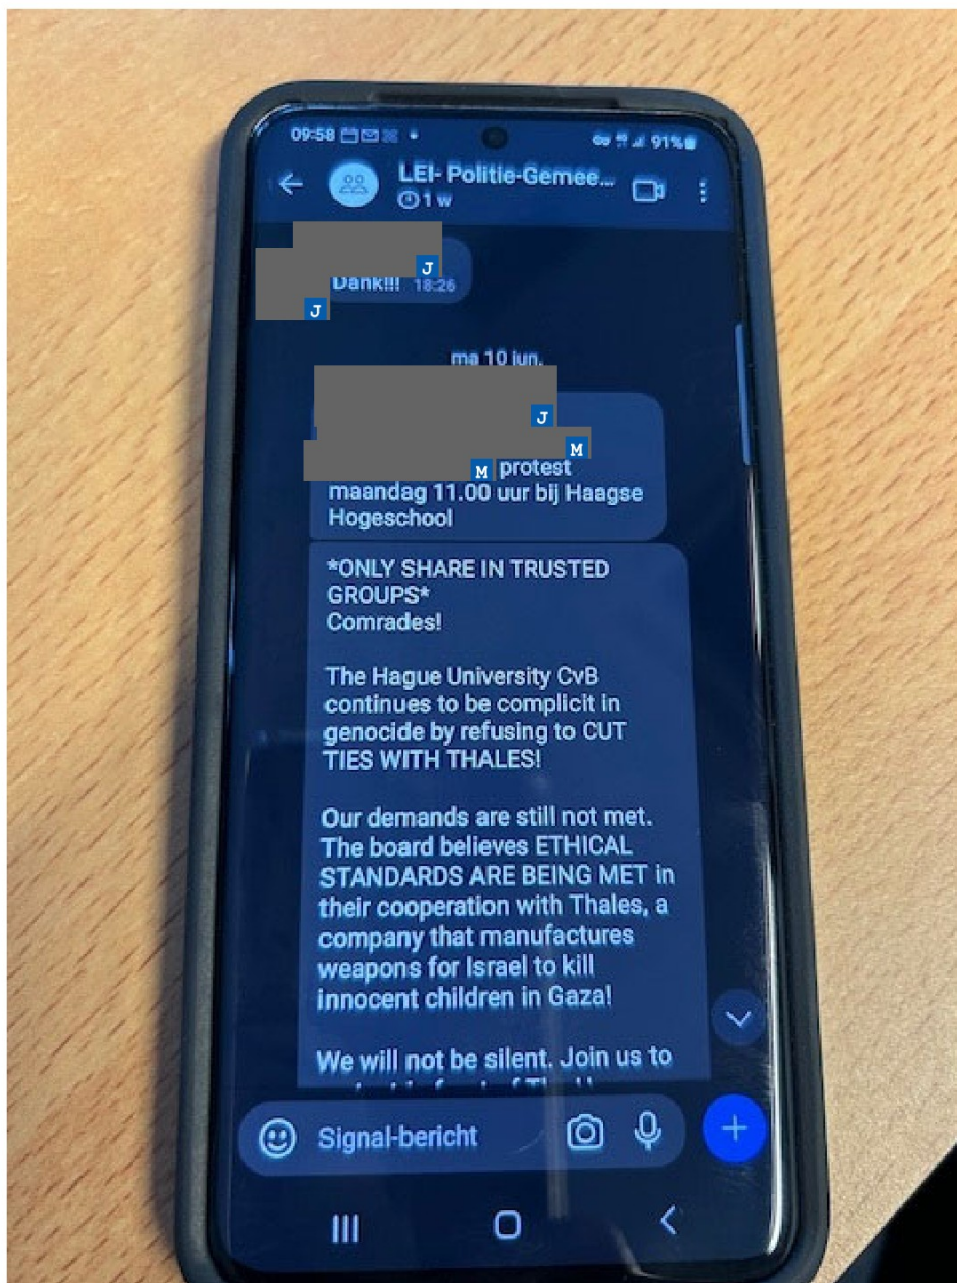 09:58
91%
LEI- Politie-Gemee...
1 w
J
Dank!!! 18:26
J
ma 10 jun.
J
M
M protest
maandag 11.00 uur bij Haagse
Hogeschool
*ONLY SHARE IN TRUSTED
GROUPS*
Comrades!
The Hague University CvB
continues to be complicit in
genocide by refusing to CUT
TIES WITH THALES!
Our demands are still not met.
The board believes ETHICAL
STANDARDS ARE BEING MET in
their cooperation with Thales, a
company that manufactures
weapons for Israel to kill
innocent children in Gaza!
We will not be silent. Join us to
Signal-bericht